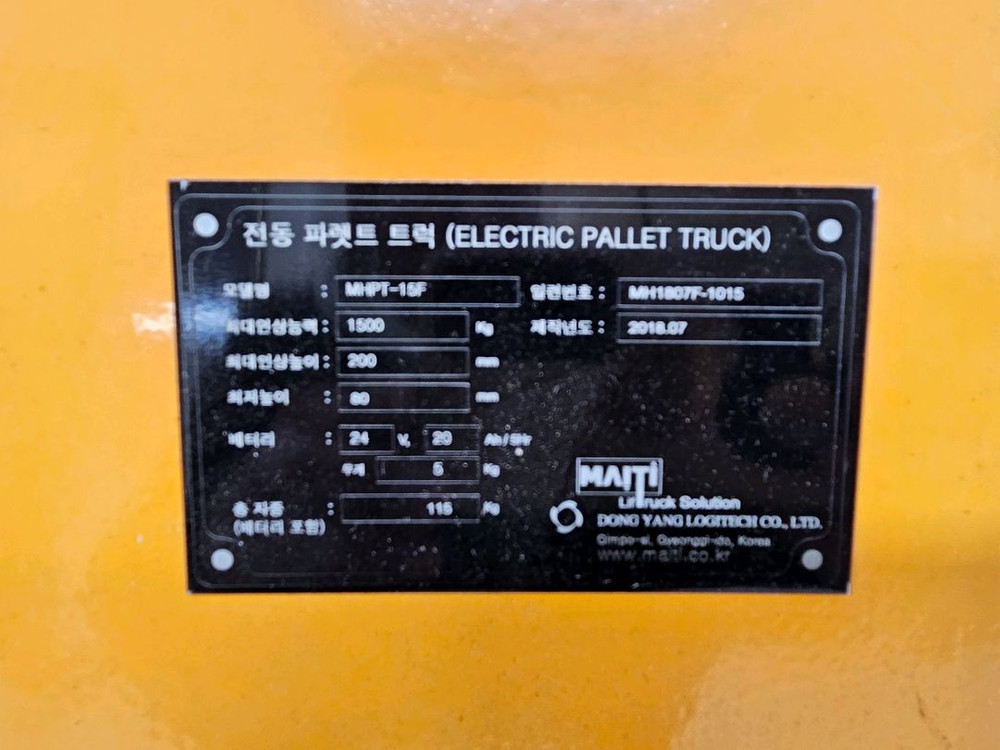 전동 파렛트 트럭 (ELECTRIC PALLET TRUCK)
모델명 : MHPT-15F 일련번호 : MH1807F-1015
최대인상능력 : 1500 Kg 제작년도 : 2018.07
최대인상높이 : 200 mm
최저높이 : 80 mm
배터리 : 24 V, 20 Ah/5Hr
무게 5 Kg
총 자중 : 115 Kg
(배터리 포함)
MAITI
LifTruck Solution
DONG YANG LOGITECH CO., LTD.
Gimpo-si, Gyeonggi-do, Korea
www.maiti.co.kr